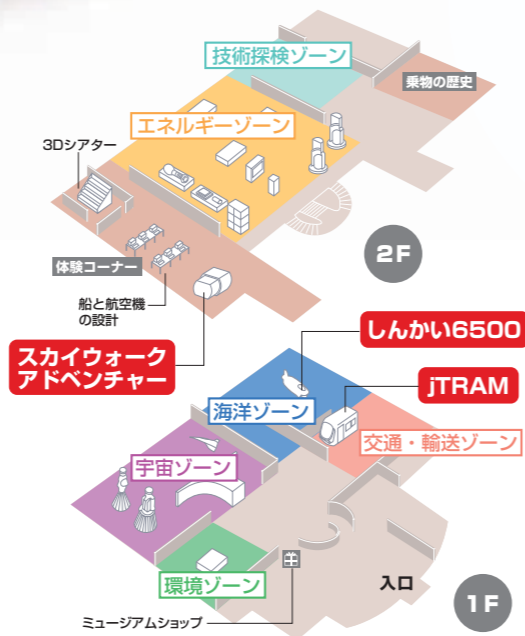 技術探検ゾーン
乗物の歴史
エネルギーゾーン
3Dシアター
体験コーナー
2F
船と航空機
の設計
スカイウォーク
アドベンチャー
しんかい6500
jTRAM
海洋ゾーン
交通・輸送ゾーン
宇宙ゾーン
環境ゾーン
入口
ミュージアムショップ
1F